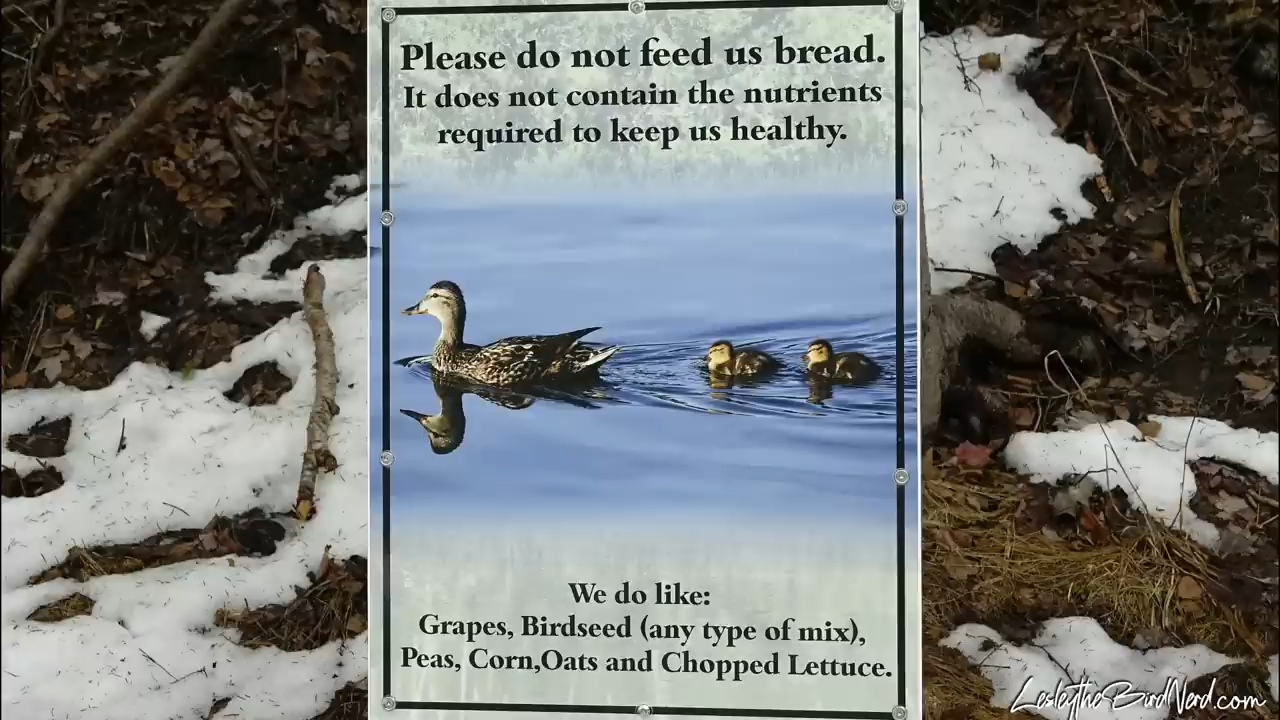 Please do not feed us bread.
It does not contain the nutrients
required to keep us healthy.
We do like:
Grapes, Birdseed (any type of mix),
Peas, Corn,Oats and Chopped Lettuce.
LesleytheBirdNerd.com